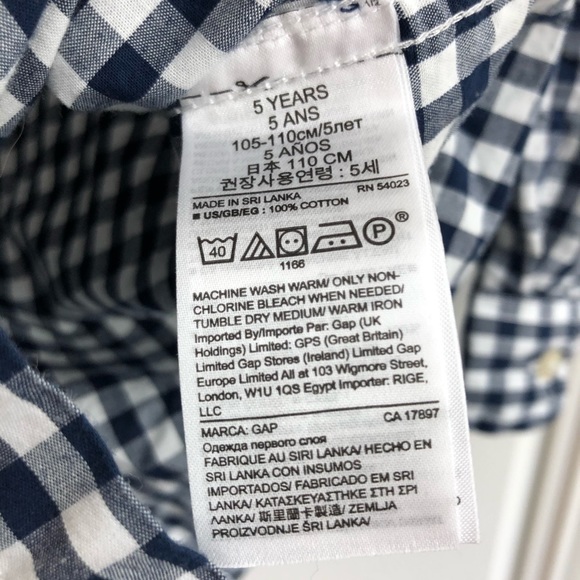 1/2
5 YEARS
5 ANS
105-110см/5лет
5 AÑOS
日本 110 CM
권장사용연령 : 5세
MADE IN SRI LANKA RN 54023
■ US/GB/EG : 100% COTTON
40 P ®
1166
MACHINE WASH WARM/ ONLY NON-
CHLORINE BLEACH WHEN NEEDED/
TUMBLE DRY MEDIUM/ WARM IRON
Imported By/Importe Par: Gap (UK
Holdings) Limited: GPS (Great Britain)
Limited Gap Stores (Ireland) Limited Gap
Europe Limited All at 103 Wigmore Street,
London, W1U 1QS Egypt Importer: RIGE,
LLC
MARCA: GAP CA 17897
Одежда первого слоя
FABRIQUE AU SIRI LANKA/ HECHO EN
SRI LANKA CON INSUMOS
IMPORTADOS/ FABRICADO EM SRI
LANKA/ ΚΑΤΑΣΚΕΥΑΣΤΗΚΕ ΣΤΗ ΣΡΙ
ΛΑΝΚΑ/ 斯里蘭卡製造/ ZEMLJA
PROIZVODNJE ŠRI LANKA/